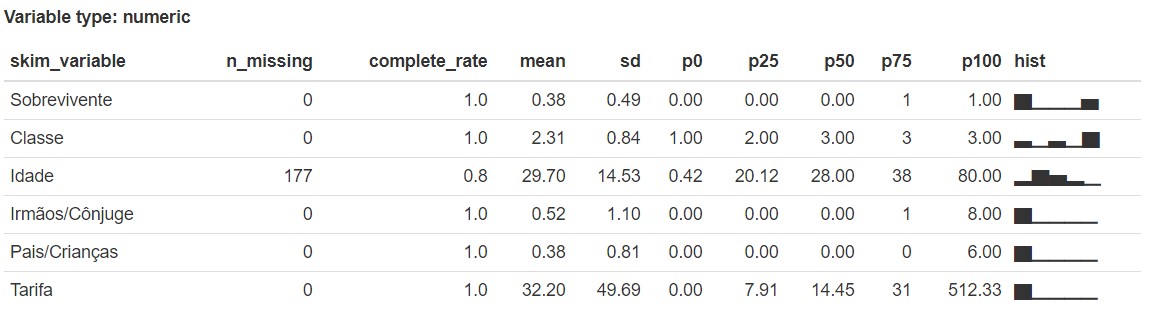 Variable type: numeric
skim_variable n_missing complete_rate mean sd p0 p25 p50 p75 p100 hist
Sobrevivente 0 1.0 0.38 0.49 0.00 0.00 0.00 1 1.00
Classe 0 1.0 2.31 0.84 1.00 2.00 3.00 3 3.00
Idade 177 0.8 29.70 14.53 0.42 20.12 28.00 38 80.00
Irmãos/Cônjuge 0 1.0 0.52 1.10 0.00 0.00 0.00 1 8.00
Pais/Crianças 0 1.0 0.38 0.81 0.00 0.00 0.00 0 6.00
Tarifa 0 1.0 32.20 49.69 0.00 7.91 14.45 31 512.33